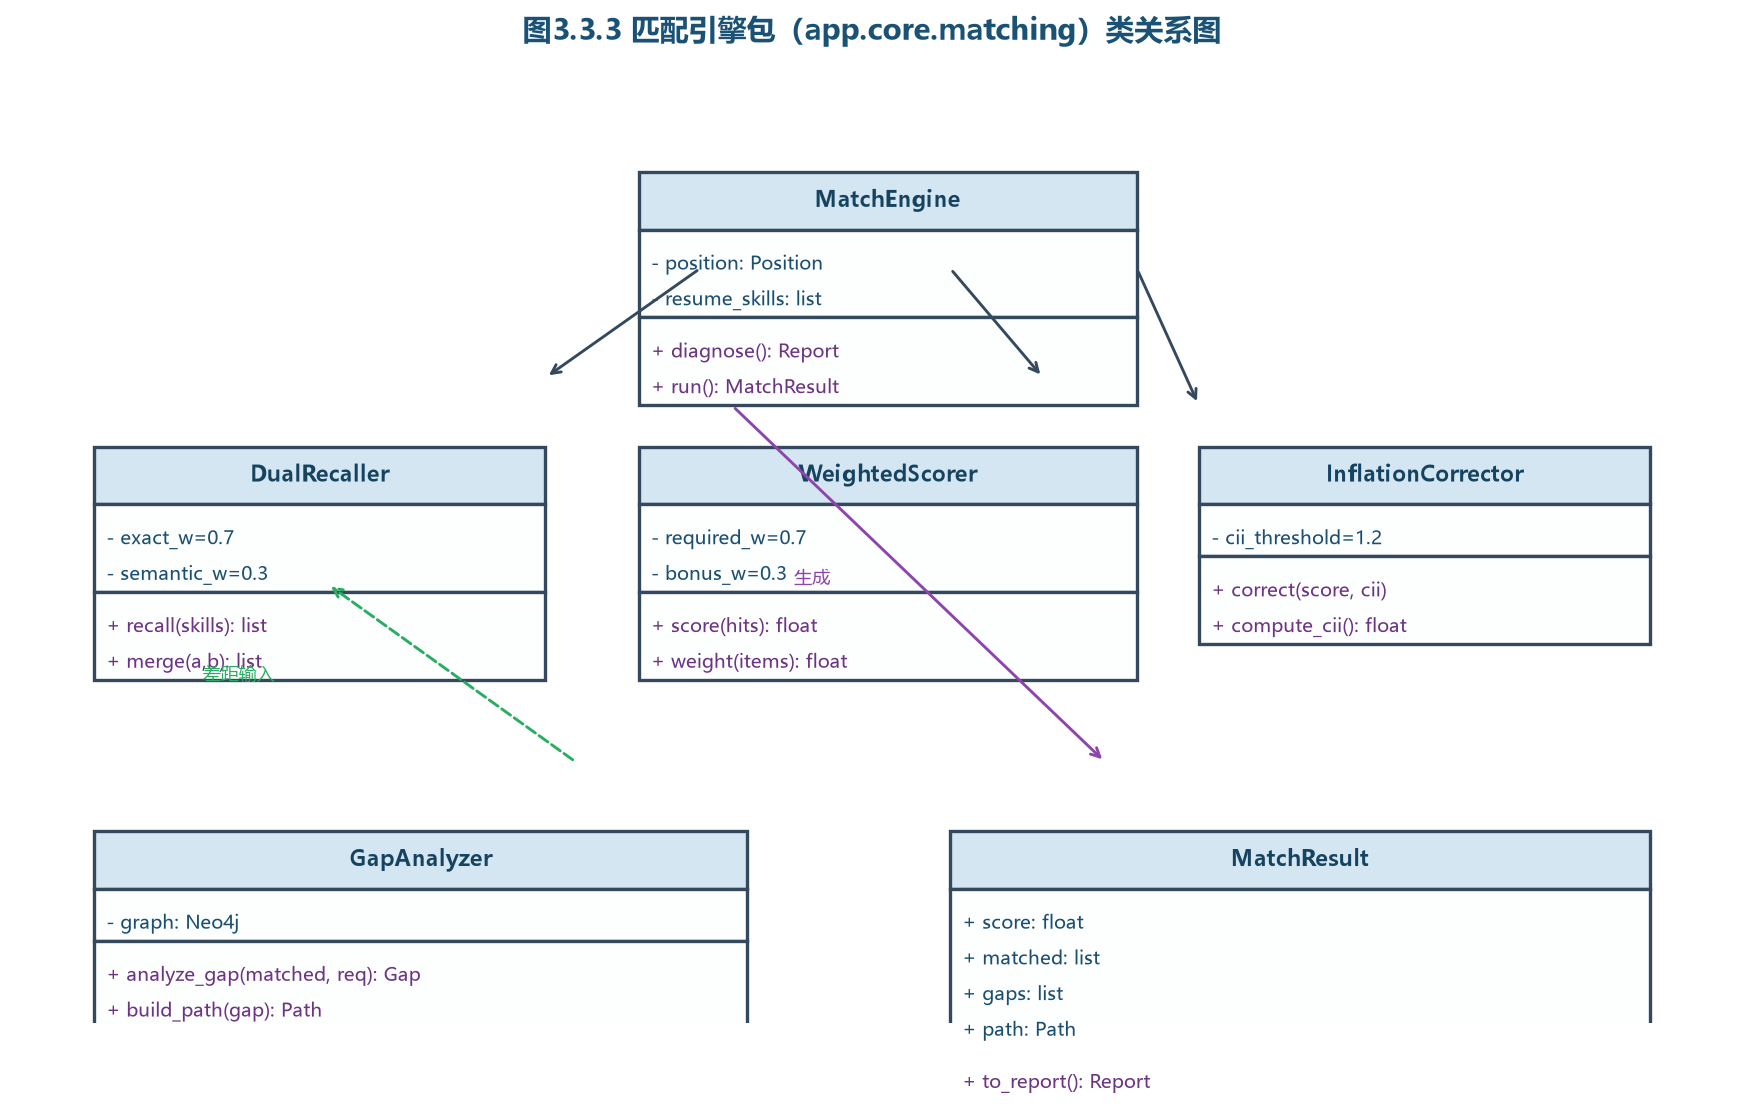 图3.3.3 匹配引擎包（app.core.matching）类关系图
MatchEngine
- position: Position
- resume_skills: list
+ diagnose(): Report
+ run(): MatchResult
DualRecaller
- exact_w=0.7
- semantic_w=0.3
+ recall(skills): list
+ merge(a,b): list
差距输入
WeightedScorer
- required_w=0.7
- bonus_w=0.3
生成
+ score(hits): float
+ weight(items): float
InflationCorrector
- cii_threshold=1.2
+ correct(score, cii)
+ compute_cii(): float
GapAnalyzer
- graph: Neo4j
+ analyze_gap(matched, req): Gap
+ build_path(gap): Path
MatchResult
+ score: float
+ matched: list
+ gaps: list
+ path: Path
+ to_report(): Report